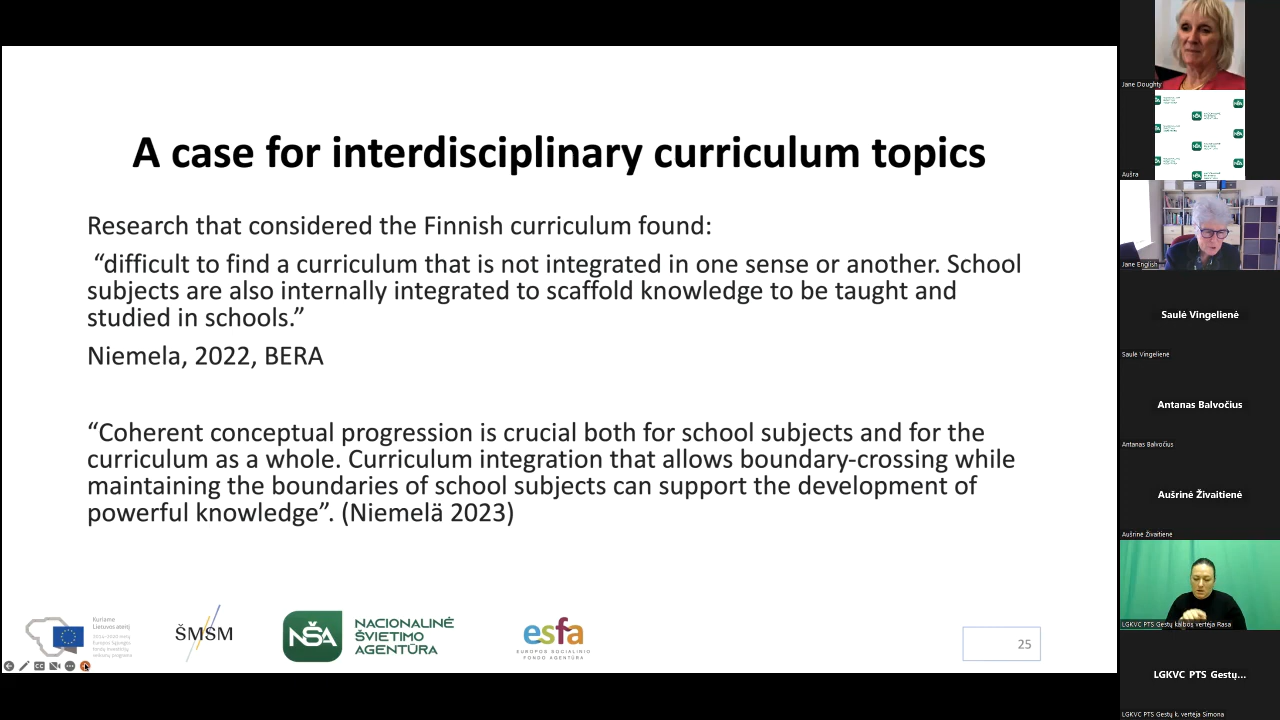 A case for interdisciplinary curriculum topics
Research that considered the Finnish curriculum found:
“difficult to find a curriculum that is not integrated in one sense or another. School
subjects are also internally integrated to scaffold knowledge to be taught and
studied in schools.”
Niemela, 2022, BERA
“Coherent conceptual progression is crucial both for school subjects and for the
curriculum as a whole. Curriculum integration that allows boundary-crossing while
maintaining the boundaries of school subjects can support the development of
powerful knowledge”. (Niemelä 2023)
Kuriame
Lietuvos ateitį
ŠMSM
NŠA
NACIONALINĖ
ŠVIETIMO
AGENTŪRA
esfa
EUROPOS SOCIALINIO
FONDO AGENTŪRA
25
Jane Doughty
Aušra
Jane English
Saulė Vingelienė
Saulė Vingelienė
Antanas Balvočius
Antanas Balvočius
Aušrinė Živaitienė
Aušrinė Živaitienė
LGKVC PTS Gestų kalbos vertėja Rasa
LGKVC PTS Gestų...
LGKVC PTS Gestų k. vertėja Simona